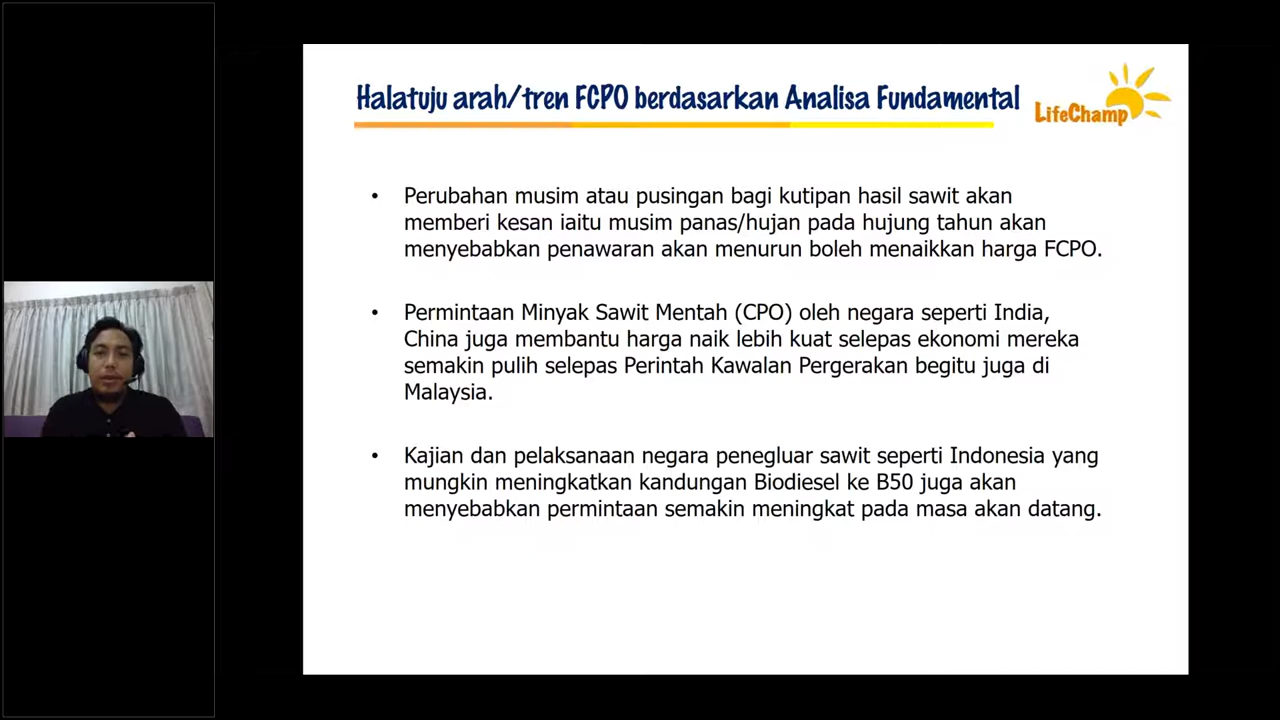 Halatuju arah/tren FCPO berdasarkan Analisa Fundamental
LifeChamp
• Perubahan musim atau pusingan bagi kutipan hasil sawit akan
memberi kesan iaitu musim panas/hujan pada hujung tahun akan
menyebabkan penawaran akan menurun boleh menaikkan harga FCPO.
• Permintaan Minyak Sawit Mentah (CPO) oleh negara seperti India,
China juga membantu harga naik lebih kuat selepas ekonomi mereka
semakin pulih selepas Perintah Kawalan Pergerakan begitu juga di
Malaysia.
• Kajian dan pelaksanaan negara penegluar sawit seperti Indonesia yang
mungkin meningkatkan kandungan Biodiesel ke B50 juga akan
menyebabkan permintaan semakin meningkat pada masa akan datang.